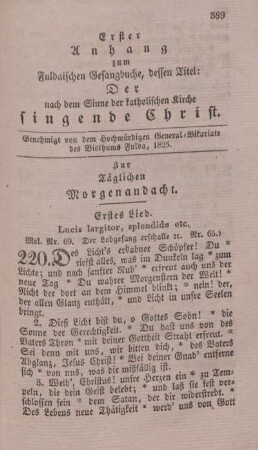 389
Erster
Anhang
zum
Fuldaischen Gesangbuche, dessen Titel:
Der
nach dem Sinne der katholischen Kirche
singende Christ.
Genehmigt von dem Hochwürdigen General-Vikariate
des Bisthums Fulda, 1825.
Zur
Täglichen
Morgenandacht.
Erstes Lied.
Lucis largitor, splendide etc.
Mel. Nr. 69. Der Lobgesang erschalle ꝛc. Nr. 65.)
220. Des Licht's erhabner Schöpfer! Du *
riefst alles, was im Dunkeln lag * zum
Lichte; und nach sanfter Ruh' * erfreut auch uns der
neue Tag * Du wahrer Morgenstern der Welt! *
Nicht der dort an dem Himmel blinkt; * nein! der,
der allen Glanz enthält, * und Licht in unsre Seelen
bringt.
2. Dieß Licht bist du, o Gottes Sohn! * die
Sonne der Gerechtigkeit. * Du hast uns von des
Vaters Thron * mit deiner Gottheit Strahl erfreut. *
Sei denn mit uns, wir bitten dich, * des Vaters
Abglanz, Jesus Christ! * Bei deiner Gnad' entferne
sich * von uns, was dir mißfällig ist.
3. Weih', Christus! unsre Herzen ein * zu Tem-
peln, die dein Geist belebt; * und laß sie fest ver-
schlossen sein * dem Satan, der dir widerstrebt. *
Des Lebens neue Thätigkeit * werd' uns von Gott